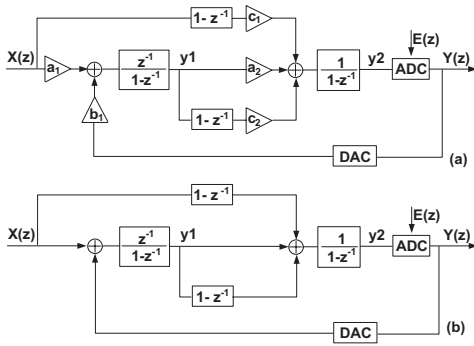 1- z⁻¹ c₁
E(z)
X(z) a₁ z⁻¹ / 1-z⁻¹ y1 a₂ 1 / 1-z⁻¹ y2 ADC Y(z)
b₁ 1- z⁻¹ c₂
DAC (a)
1- z⁻¹
E(z)
X(z) z⁻¹ / 1-z⁻¹ y1 1 / 1-z⁻¹ y2 ADC Y(z)
1- z⁻¹
DAC (b)